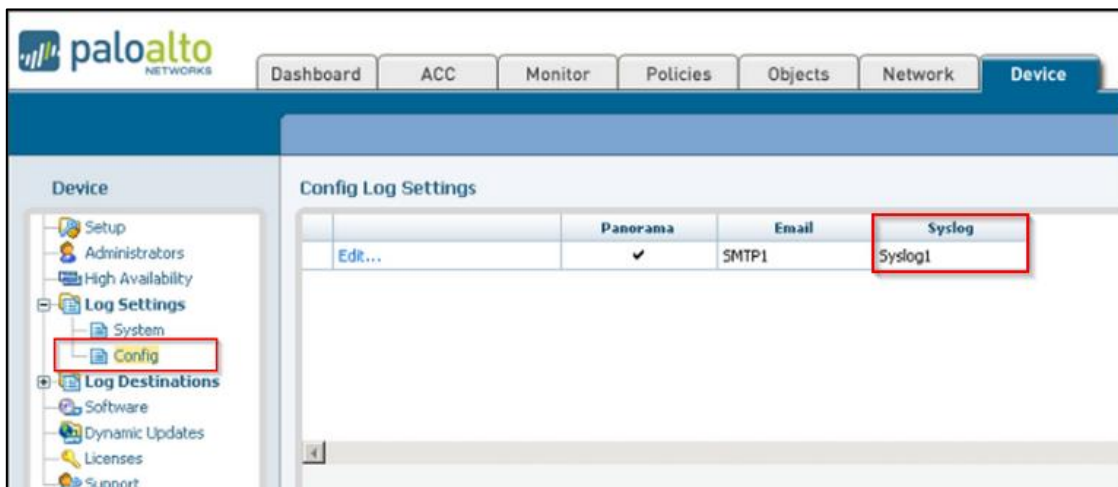 paloalto
NETWORKS
Dashboard ACC Monitor Policies Objects Network Device
Device
Config Log Settings
Setup
Administrators
High Availability
Log Settings
System
Config
Log Destinations
Software
Dynamic Updates
Licenses
Support
Panorama Email Syslog
Edit... SMTP1 Syslog1